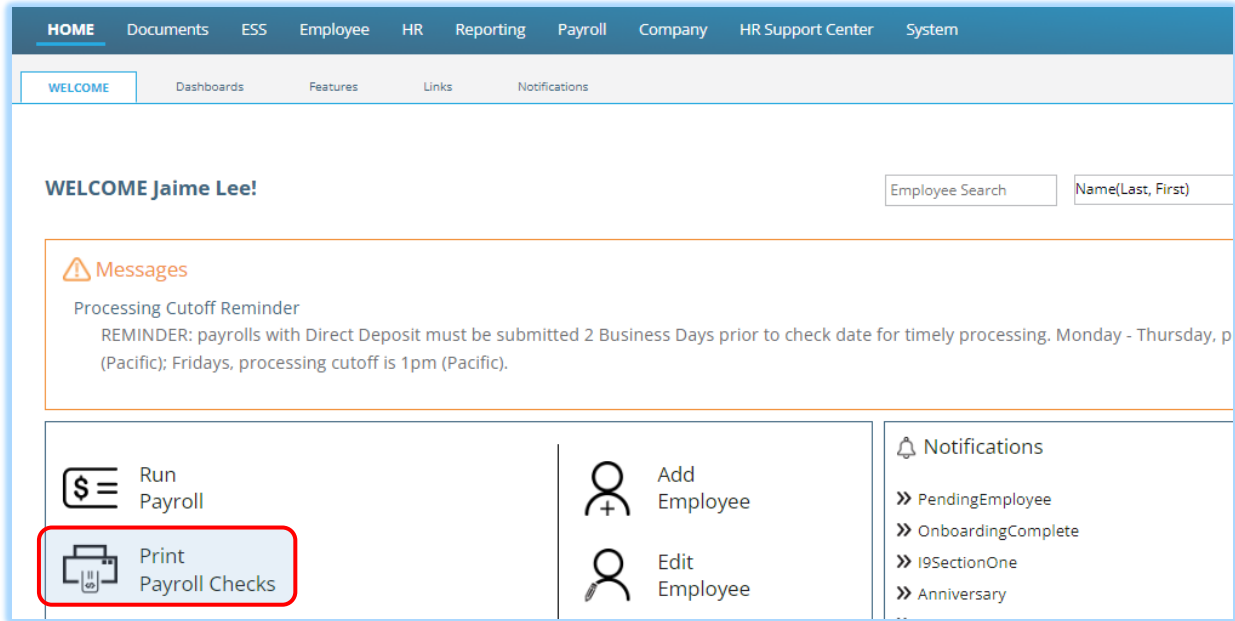 HOME Documents ESS Employee HR Reporting Payroll Company HR Support Center System
WELCOME Dashboards Features Links Notifications
WELCOME Jaime Lee!
Employee Search Name(Last, First)
Messages
Processing Cutoff Reminder
REMINDER: payrolls with Direct Deposit must be submitted 2 Business Days prior to check date for timely processing. Monday - Thursday, p
(Pacific); Fridays, processing cutoff is 1pm (Pacific).
Run
Payroll
Print
Payroll Checks
Add
Employee
Edit
Employee
Notifications
PendingEmployee
OnboardingComplete
I9SectionOne
Anniversary